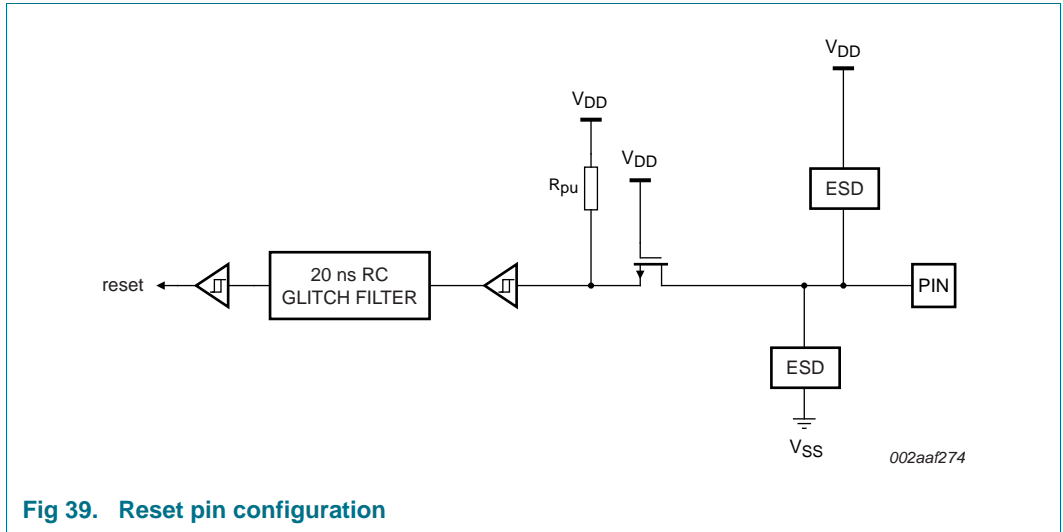 VDD
VDD
VDD
Rpu
ESD
reset
20 ns RC
GLITCH FILTER
PIN
ESD
VSS
002aaf274
Fig 39. Reset pin configuration